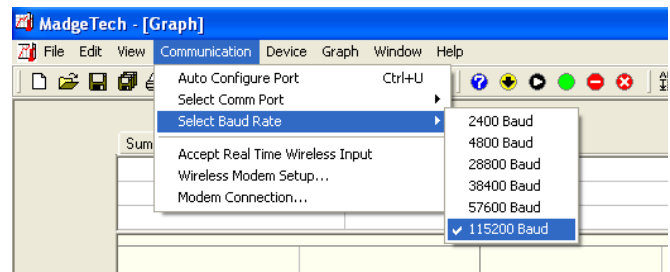 MadgeTech - [Graph]
File Edit View Communication Device Graph Window Help
Auto Configure Port Ctrl+U
Select Comm Port
Select Baud Rate
Accept Real Time Wireless Input
Wireless Modem Setup...
Modem Connection...
2400 Baud
4800 Baud
28800 Baud
38400 Baud
57600 Baud
115200 Baud
Sum